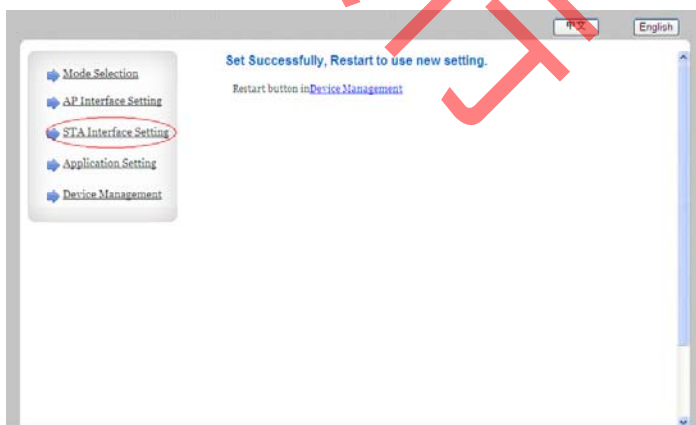 中文
English
Mode Selection
AP Interface Setting
STA Interface Setting
Application Setting
Device Management
Set Successfully, Restart to use new setting.
Restart button inDevice Management